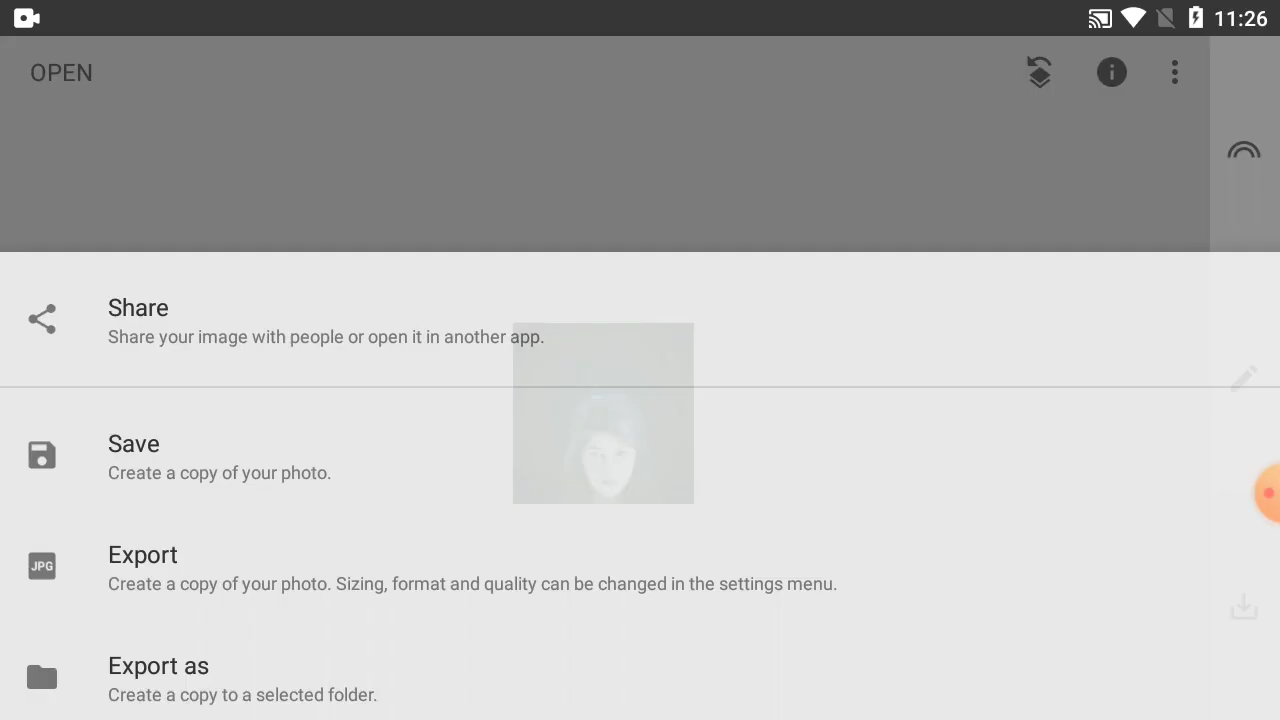 11:26
OPEN
Share
Share your image with people or open it in another app.
Save
Create a copy of your photo.
JPG
Export
Create a copy of your photo. Sizing, format and quality can be changed in the settings menu.
Export as
Create a copy to a selected folder.